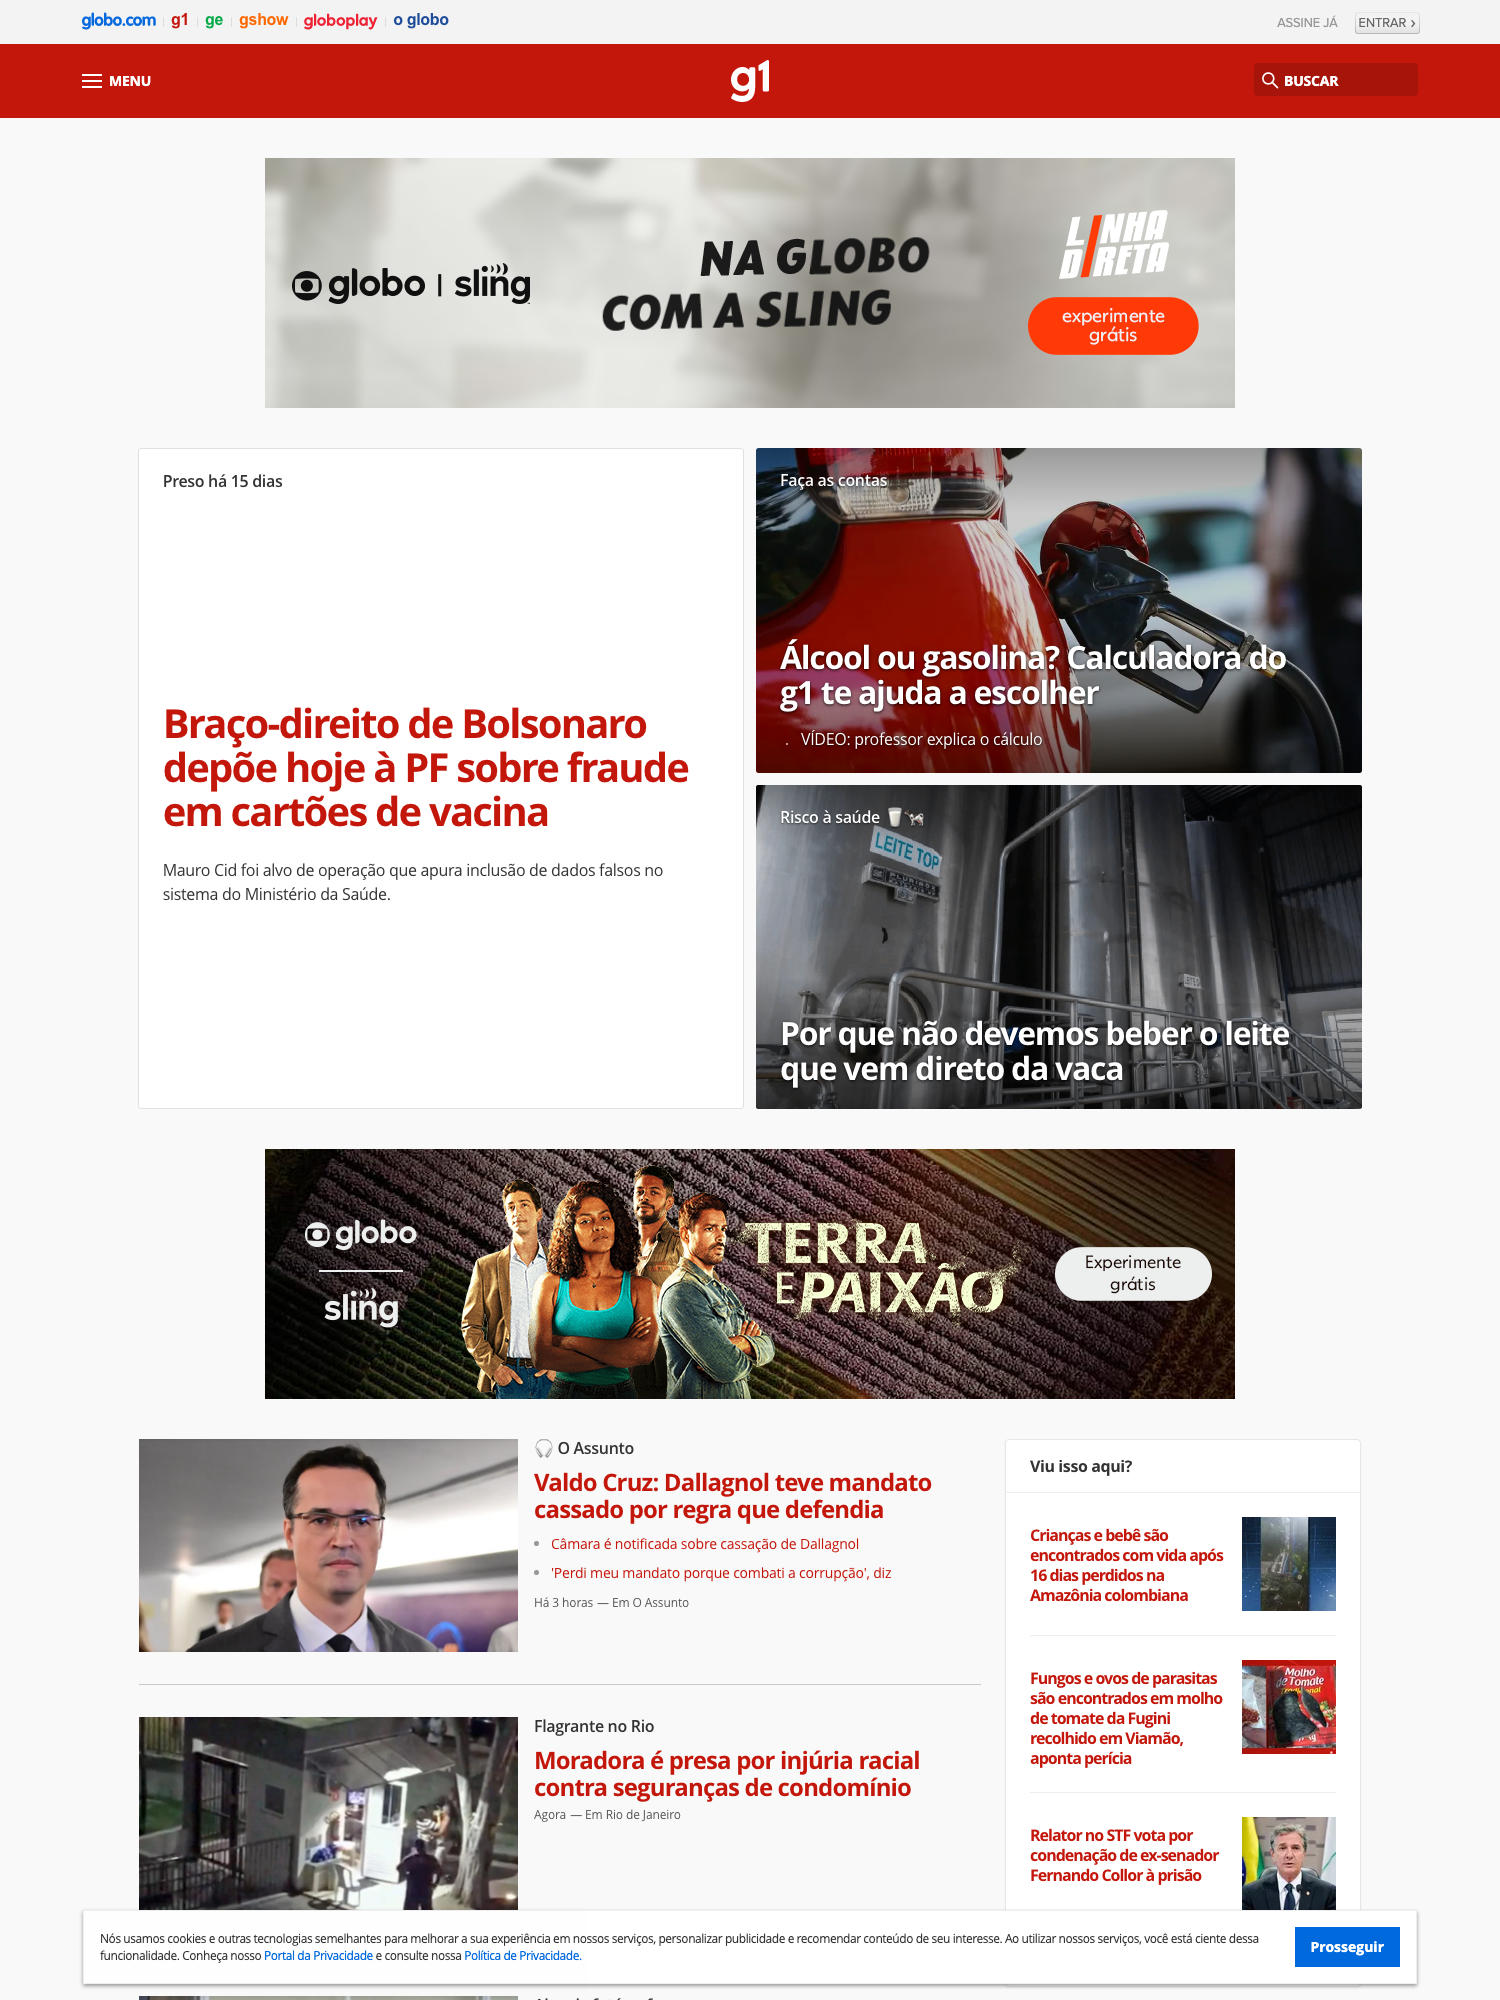 globo.com g1 ge gshow globoplay o globo ASSINE JÁ ENTRAR ›
MENU g1 BUSCAR
globo | sling
NA GLOBO
COM A SLING
LINHA
DIRETA
experimente
grátis
Preso há 15 dias
Braço-direito de Bolsonaro
depõe hoje à PF sobre fraude
em cartões de vacina
Mauro Cid foi alvo de operação que apura inclusão de dados falsos no
sistema do Ministério da Saúde.
Faça as contas
Álcool ou gasolina? Calculadora do
g1 te ajuda a escolher
VÍDEO: professor explica o cálculo
Risco à saúde 🥛🐄
LEITE TOP
Por que não devemos beber o leite
que vem direto da vaca
globo
sling
TERRA
E PAIXÃO
Experimente
grátis
🎧 O Assunto
Valdo Cruz: Dallagnol teve mandato
cassado por regra que defendia
• Câmara é notificada sobre cassação de Dallagnol
• 'Perdi meu mandato porque combati a corrupção', diz
Há 3 horas — Em O Assunto
Flagrante no Rio
Moradora é presa por injúria racial
contra seguranças de condomínio
Agora — Em Rio de Janeiro
Viu isso aqui?
Crianças e bebê são
encontrados com vida após
16 dias perdidos na
Amazônia colombiana
Fungos e ovos de parasitas
são encontrados em molho
de tomate da Fugini
recolhido em Viamão,
aponta perícia
Molho
de Tomate
Tradicional
Relator no STF vota por
condenação de ex-senador
Fernando Collor à prisão
Nós usamos cookies e outras tecnologias semelhantes para melhorar a sua experiência em nossos serviços, personalizar publicidade e recomendar conteúdo de seu interesse. Ao utilizar nossos serviços, você está ciente dessa
funcionalidade. Conheça nosso Portal da Privacidade e consulte nossa Política de Privacidade.
Prosseguir